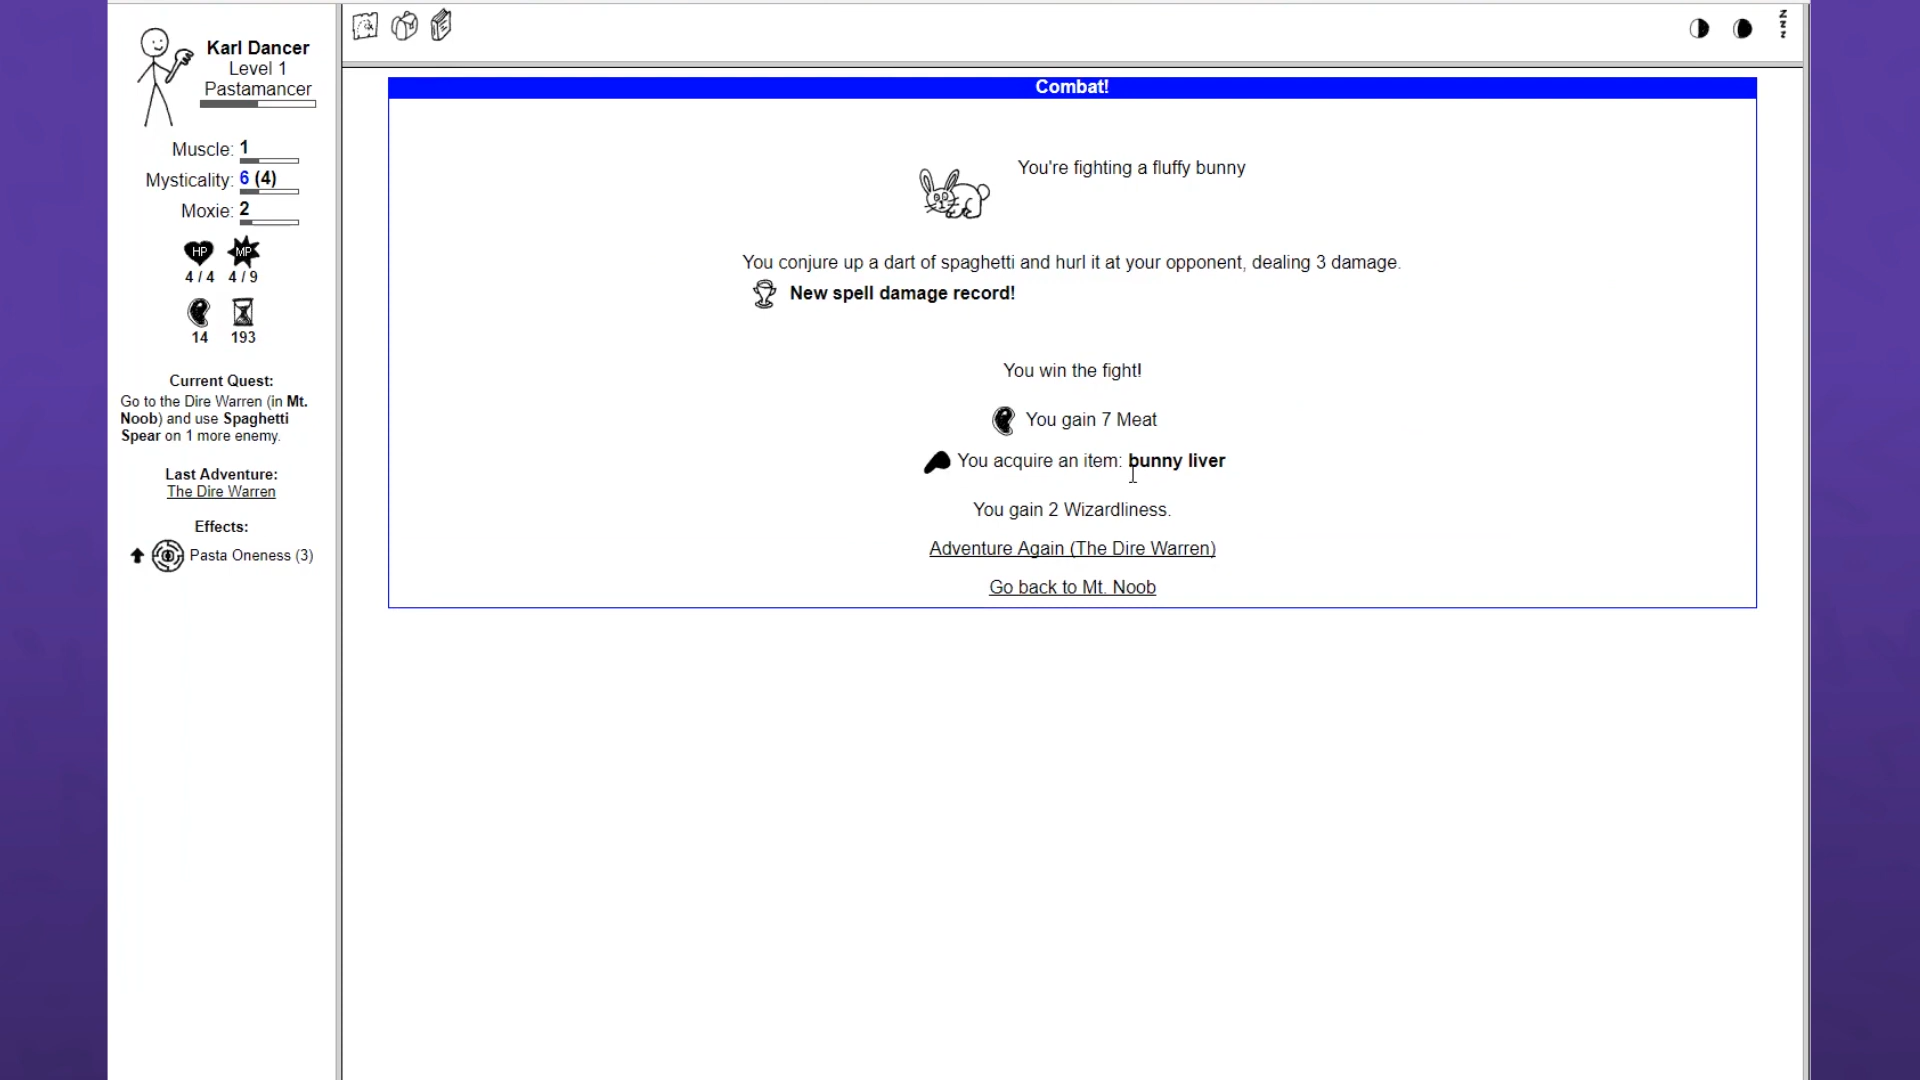 Karl Dancer
Level 1
Pastamancer
Muscle: 1
Mysticality: 6 (4)
Moxie: 2
HP MP
4 / 4 4 / 9
14 193
Current Quest:
Go to the Dire Warren (in Mt.
Noob) and use Spaghetti
Spear on 1 more enemy.
Last Adventure:
The Dire Warren
Effects:
Pasta Oneness (3)
z
z
z
Combat!
You're fighting a fluffy bunny
You conjure up a dart of spaghetti and hurl it at your opponent, dealing 3 damage.
New spell damage record!
You win the fight!
You gain 7 Meat
You acquire an item: bunny liver
You gain 2 Wizardliness.
Adventure Again (The Dire Warren)
Go back to Mt. Noob